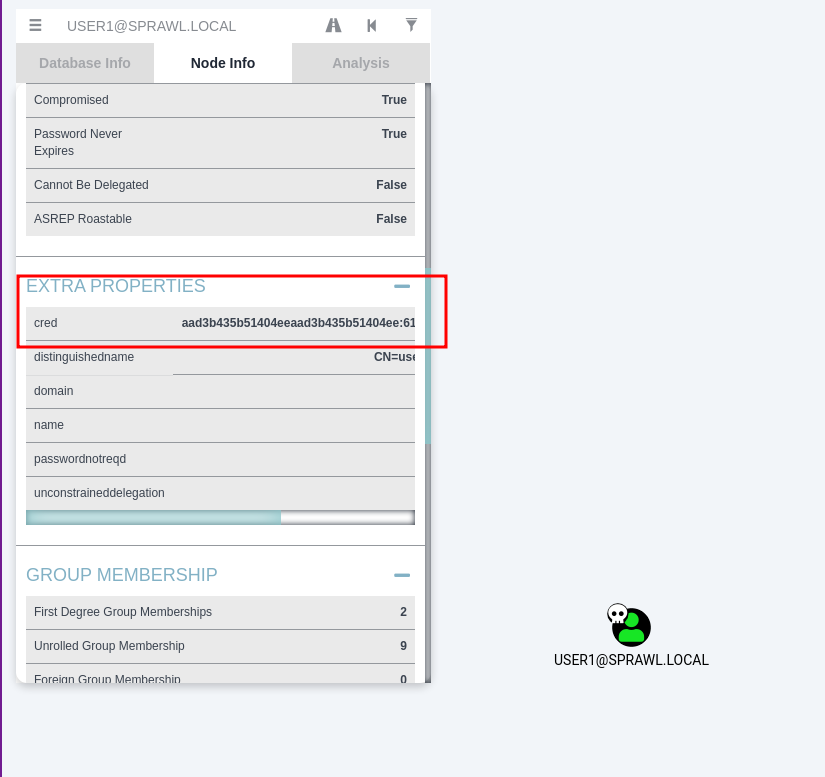 USER1@SPRAWL.LOCAL
Database Info Node Info Analysis
Compromised True
Password Never True
Expires
Cannot Be Delegated False
ASREP Roastable False
EXTRA PROPERTIES
cred aad3b435b51404eeaad3b435b51404ee:61
distinguishedname CN=use
domain
name
passwordnotreqd
unconstraineddelegation
GROUP MEMBERSHIP
First Degree Group Memberships 2
Unrolled Group Membership 9
Foreign Group Membership 0
USER1@SPRAWL.LOCAL